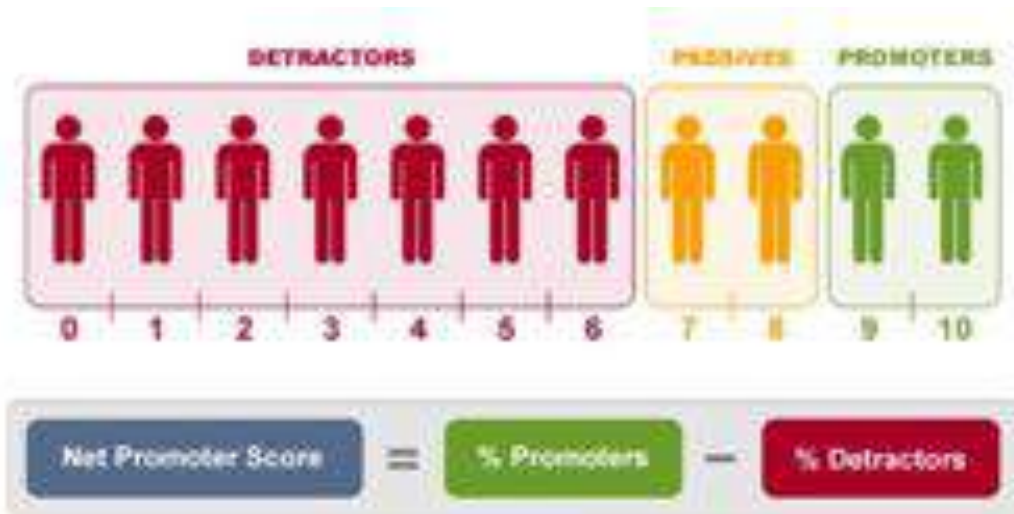 DETRACTORS PASSIVES PROMOTERS
0 1 2 3 4 5 6 7 8 9 10
Net Promoter Score = % Promoters — % Detractors